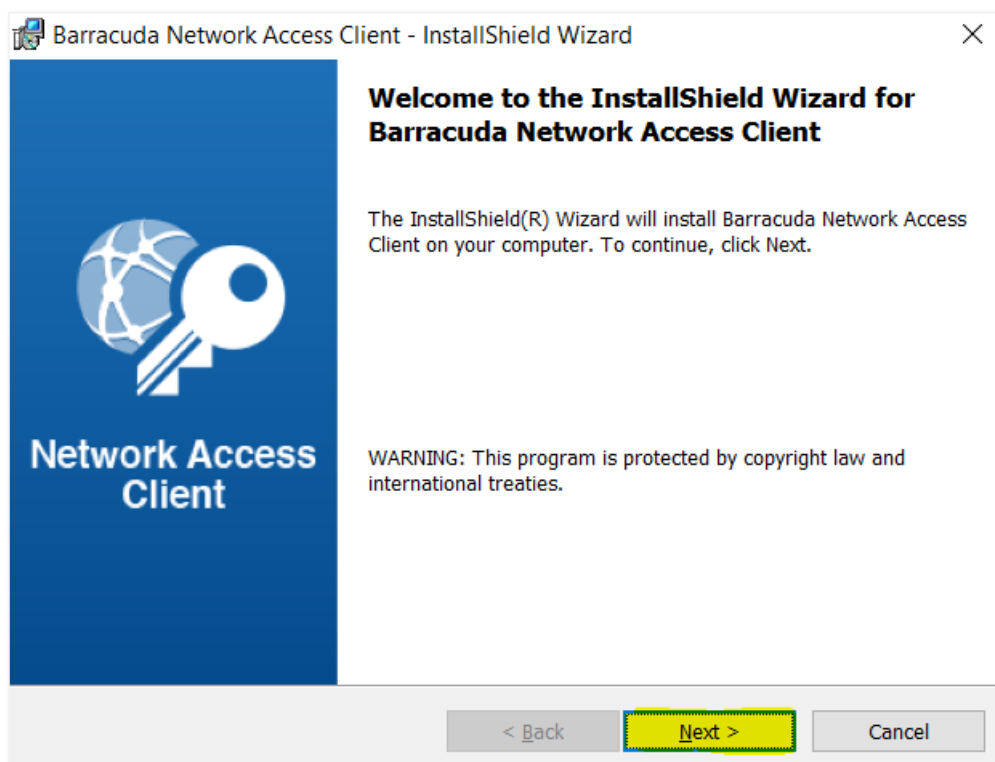 Barracuda Network Access Client - InstallShield Wizard
Welcome to the InstallShield Wizard for
Barracuda Network Access Client
The InstallShield(R) Wizard will install Barracuda Network Access
Client on your computer. To continue, click Next.
Network Access
Client
WARNING: This program is protected by copyright law and
international treaties.
< Back
Next >
Cancel